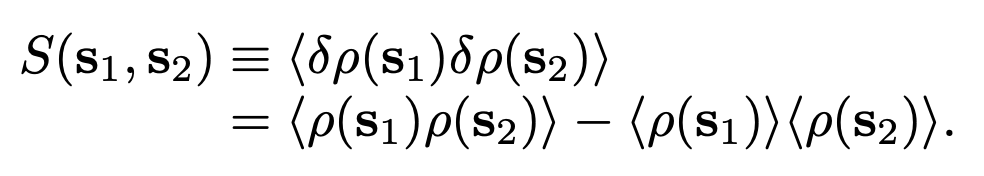 S(𝐬₁, 𝐬₂) ≡ ⟨δρ(𝐬₁)δρ(𝐬₂)⟩
= ⟨ρ(𝐬₁)ρ(𝐬₂)⟩ − ⟨ρ(𝐬₁)⟩⟨ρ(𝐬₂)⟩.